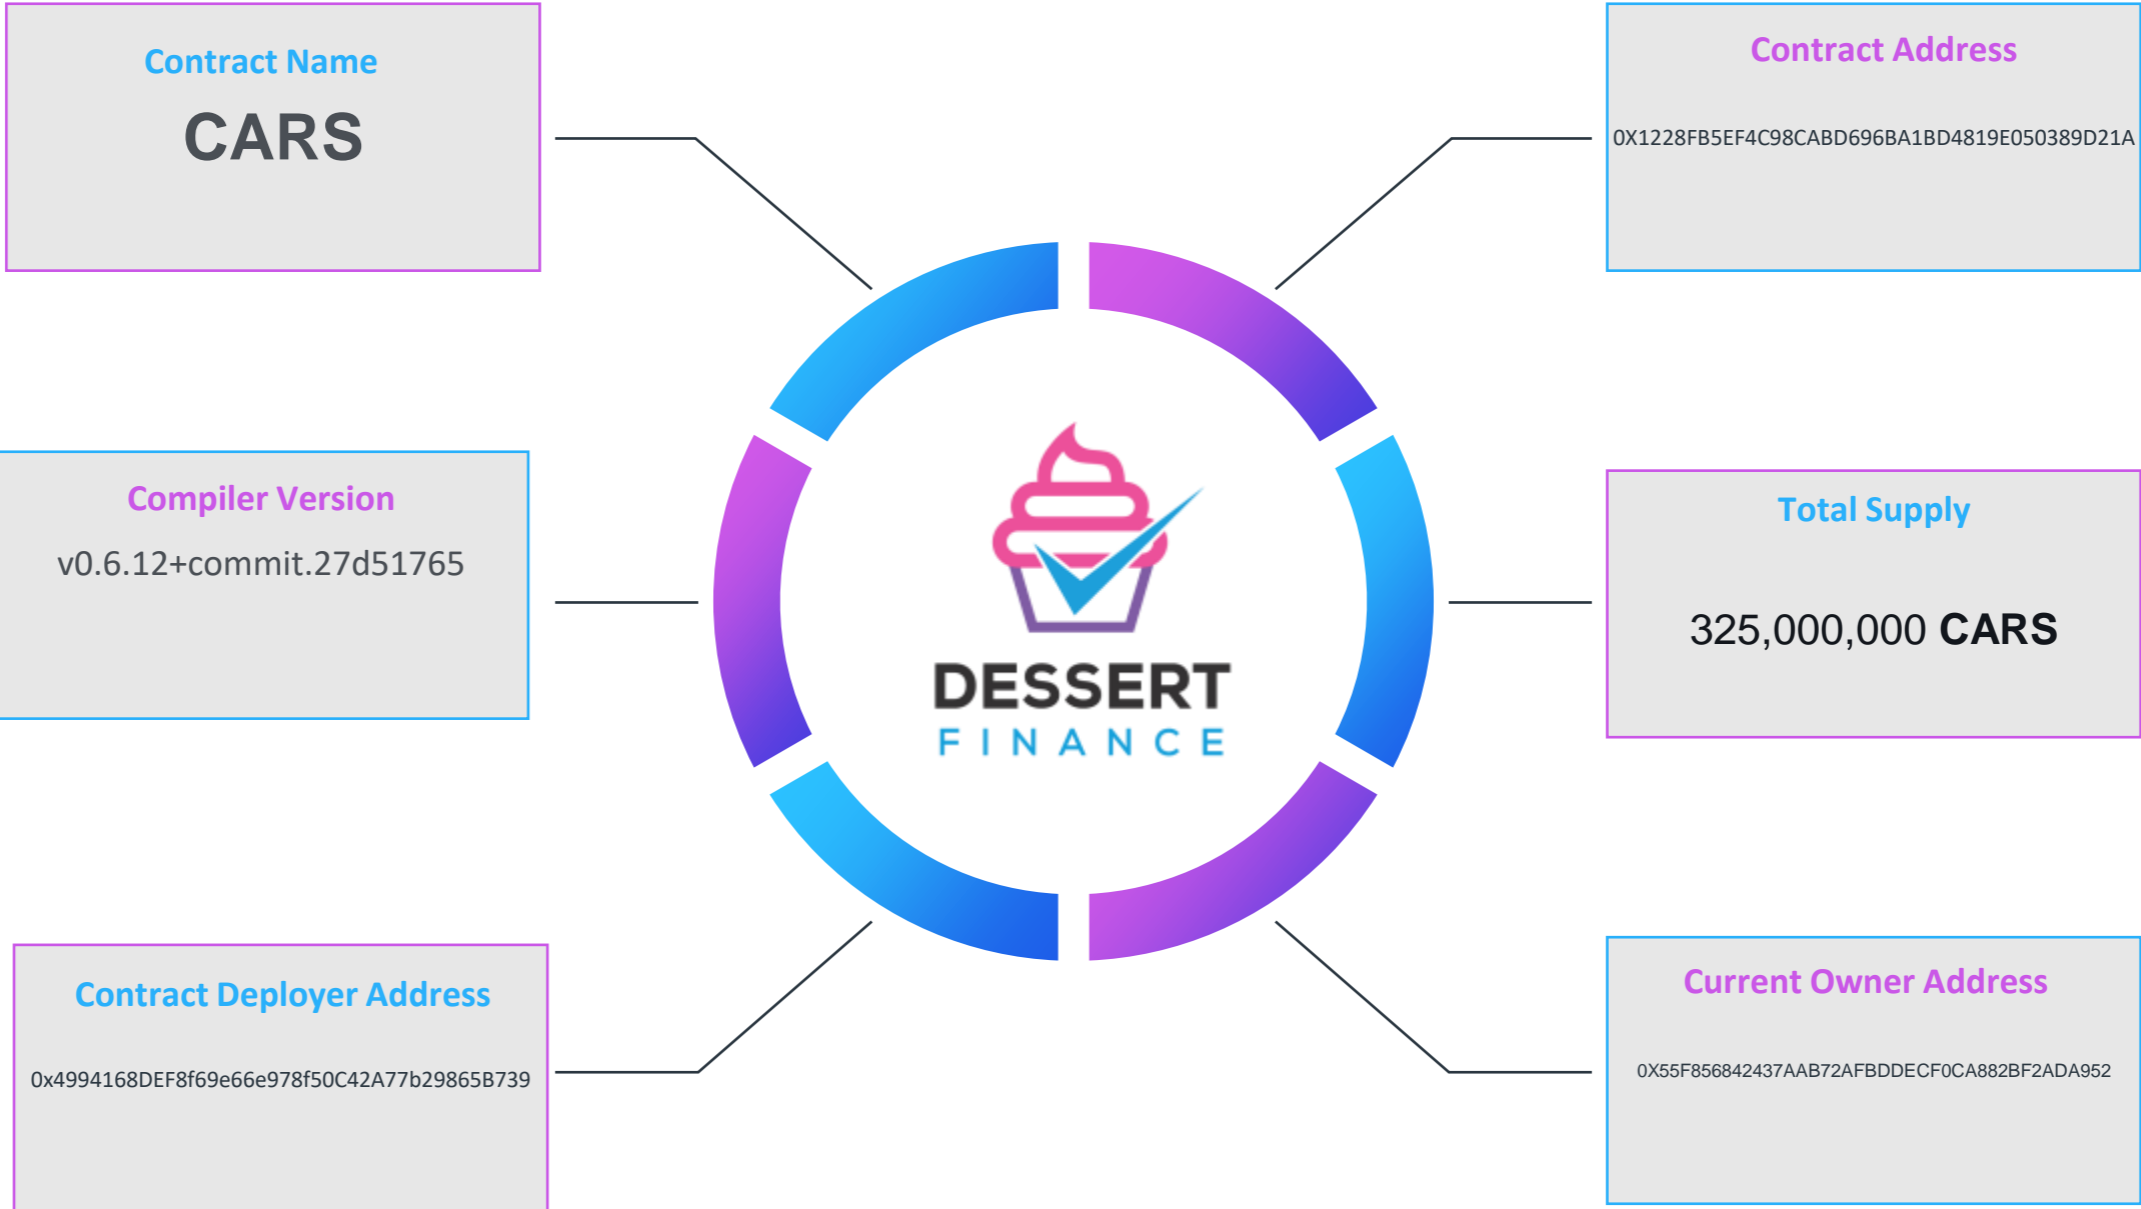 Contract Name
CARS
Contract Address
0X1228FB5EF4C98CABD696BA1BD4819E050389D21A
Compiler Version
v0.6.12+commit.27d51765
Total Supply
325,000,000 CARS
DESSERT
FINANCE
Contract Deployer Address
0x4994168DEF8f69e66e978f50C42A77b29865B739
Current Owner Address
0X55F856842437AAB72AFBDDECF0CA882BF2ADA952